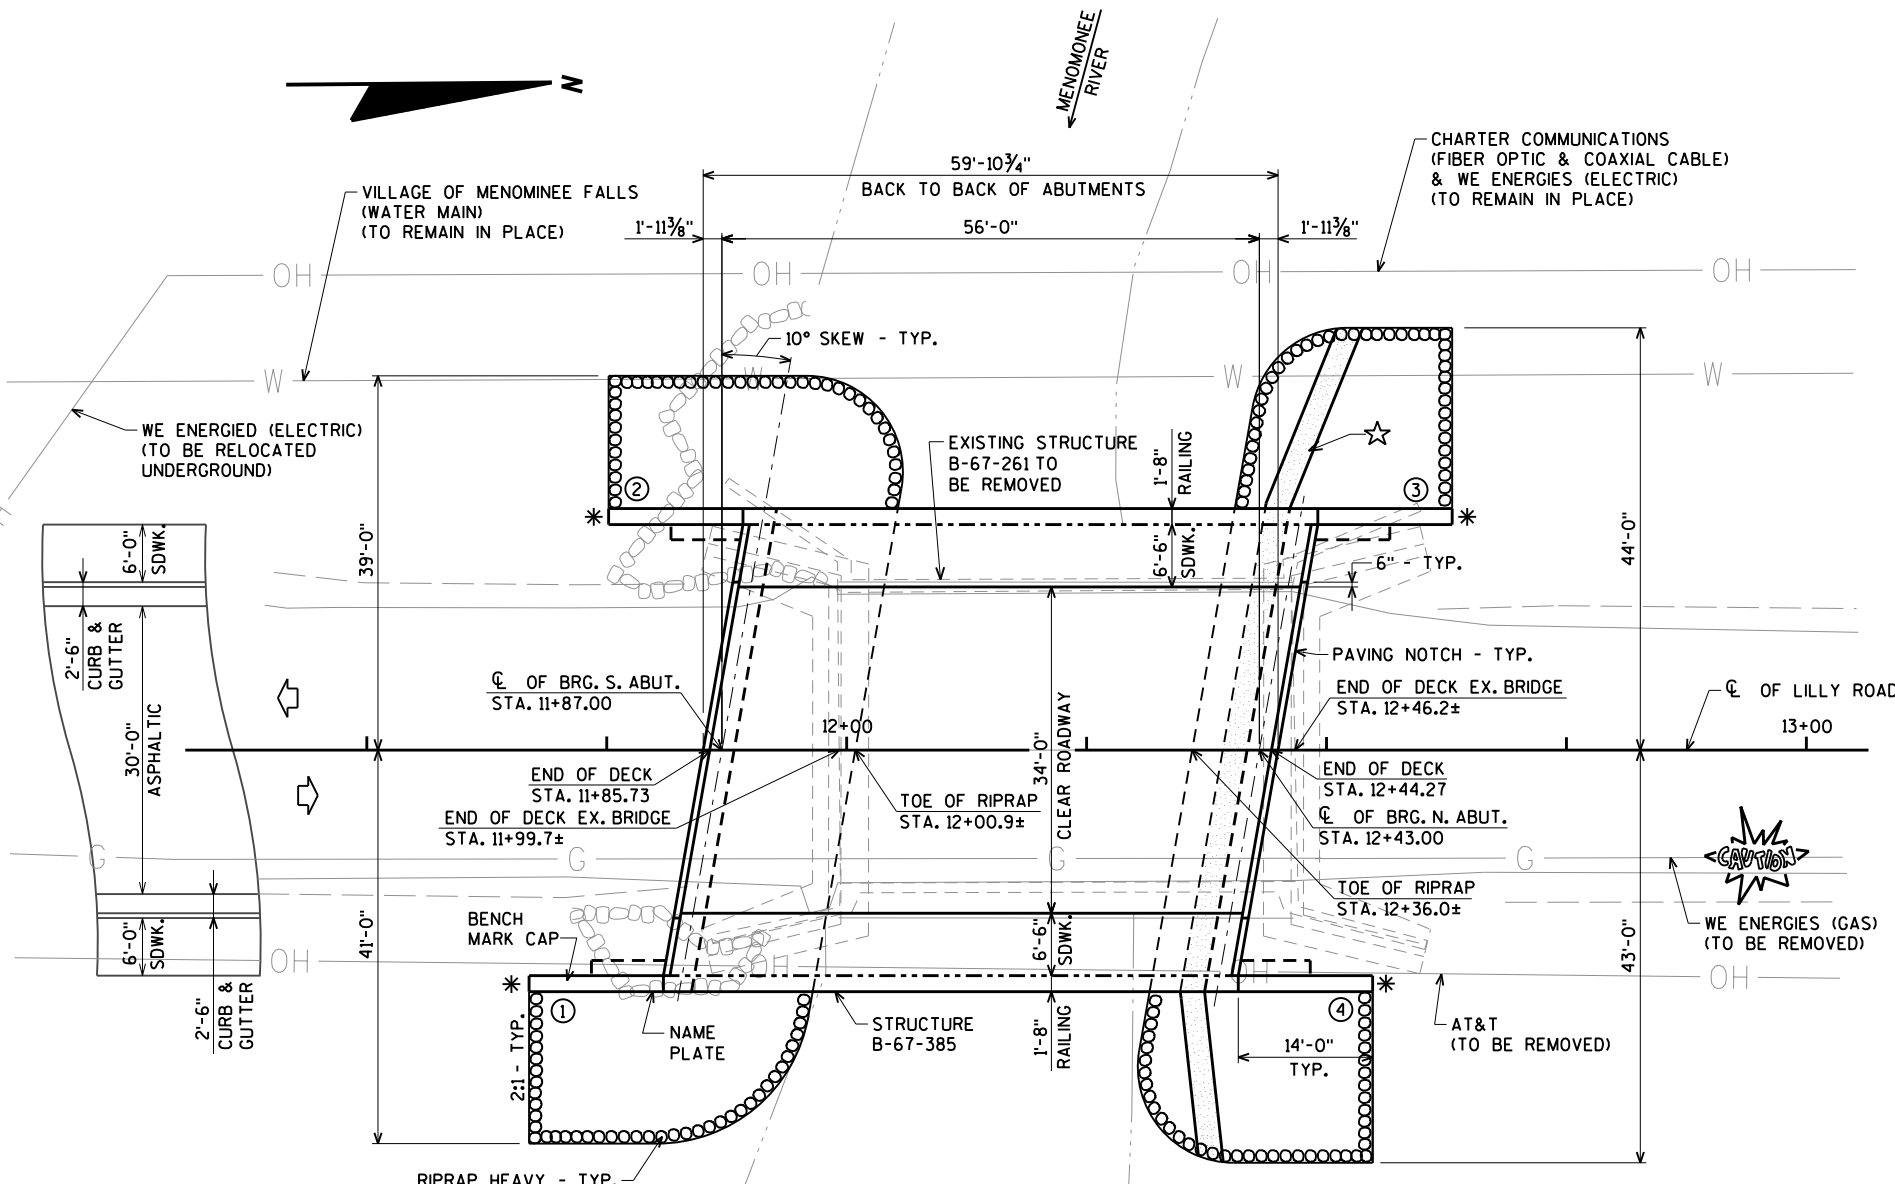 MENOMONEE
RIVER
N
59'-10¾"
BACK TO BACK OF ABUTMENTS
CHARTER COMMUNICATIONS
(FIBER OPTIC & COAXIAL CABLE)
& WE ENERGIES (ELECTRIC)
(TO REMAIN IN PLACE)
VILLAGE OF MENOMINEE FALLS
(WATER MAIN)
(TO REMAIN IN PLACE)
1'-11⅜"
56'-0"
1'-11⅜"
OH
OH
OH
OH
10° SKEW - TYP.
W
W
W
W
WE ENERGIED (ELECTRIC)
(TO BE RELOCATED
UNDERGROUND)
EXISTING STRUCTURE
B-67-261 TO
BE REMOVED
1'-8"
RAILING
2
3
6'-0"
SDWK.
39'-0"
6'-6"
SDWK.
6" - TYP.
44'-0"
2'-6"
CURB &
GUTTER
PAVING NOTCH - TYP.
℄ OF BRG. S. ABUT.
STA. 11+87.00
END OF DECK EX. BRIDGE
STA. 12+46.2±
℄ OF LILLY ROAD
12+00
13+00
30'-0"
ASPHALTIC
34'-0"
CLEAR ROADWAY
END OF DECK
STA. 11+85.73
END OF DECK
STA. 12+44.27
TOE OF RIPRAP
STA. 12+00.9±
END OF DECK EX. BRIDGE
STA. 11+99.7±
℄ OF BRG. N. ABUT.
STA. 12+43.00
G
G
G
G
CAUTION
TOE OF RIPRAP
STA. 12+36.0±
BENCH
MARK CAP
WE ENERGIES (GAS)
(TO BE REMOVED)
6'-0"
SDWK.
41'-0"
6'-6"
SDWK.
43'-0"
OH
OH
OH
OH
2'-6"
CURB &
GUTTER
1
4
2:1 - TYP.
NAME
PLATE
STRUCTURE
B-67-385
1'-8"
RAILING
14'-0"
TYP.
AT&T
(TO BE REMOVED)
RIPRAP HEAVY - TYP.